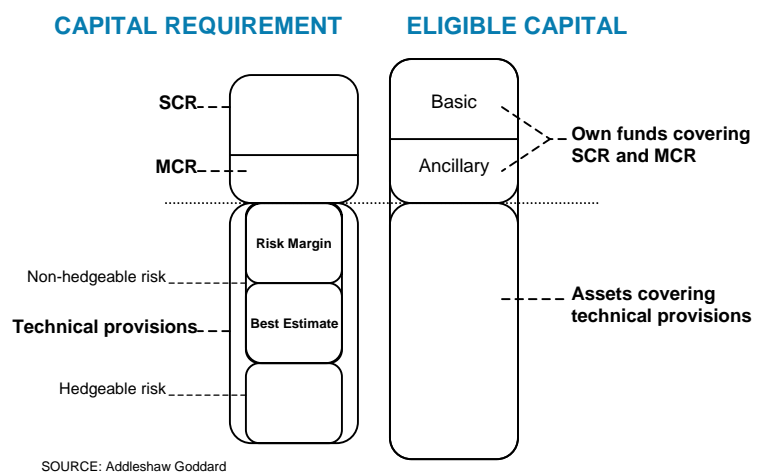 CAPITAL REQUIREMENT
ELIGIBLE CAPITAL
SCR
MCR
Basic
Ancillary
Own funds covering
SCR and MCR
Risk Margin
Non-hedgeable risk
Technical provisions
Best Estimate
Hedgeable risk
Assets covering
technical provisions
SOURCE: Addleshaw Goddard